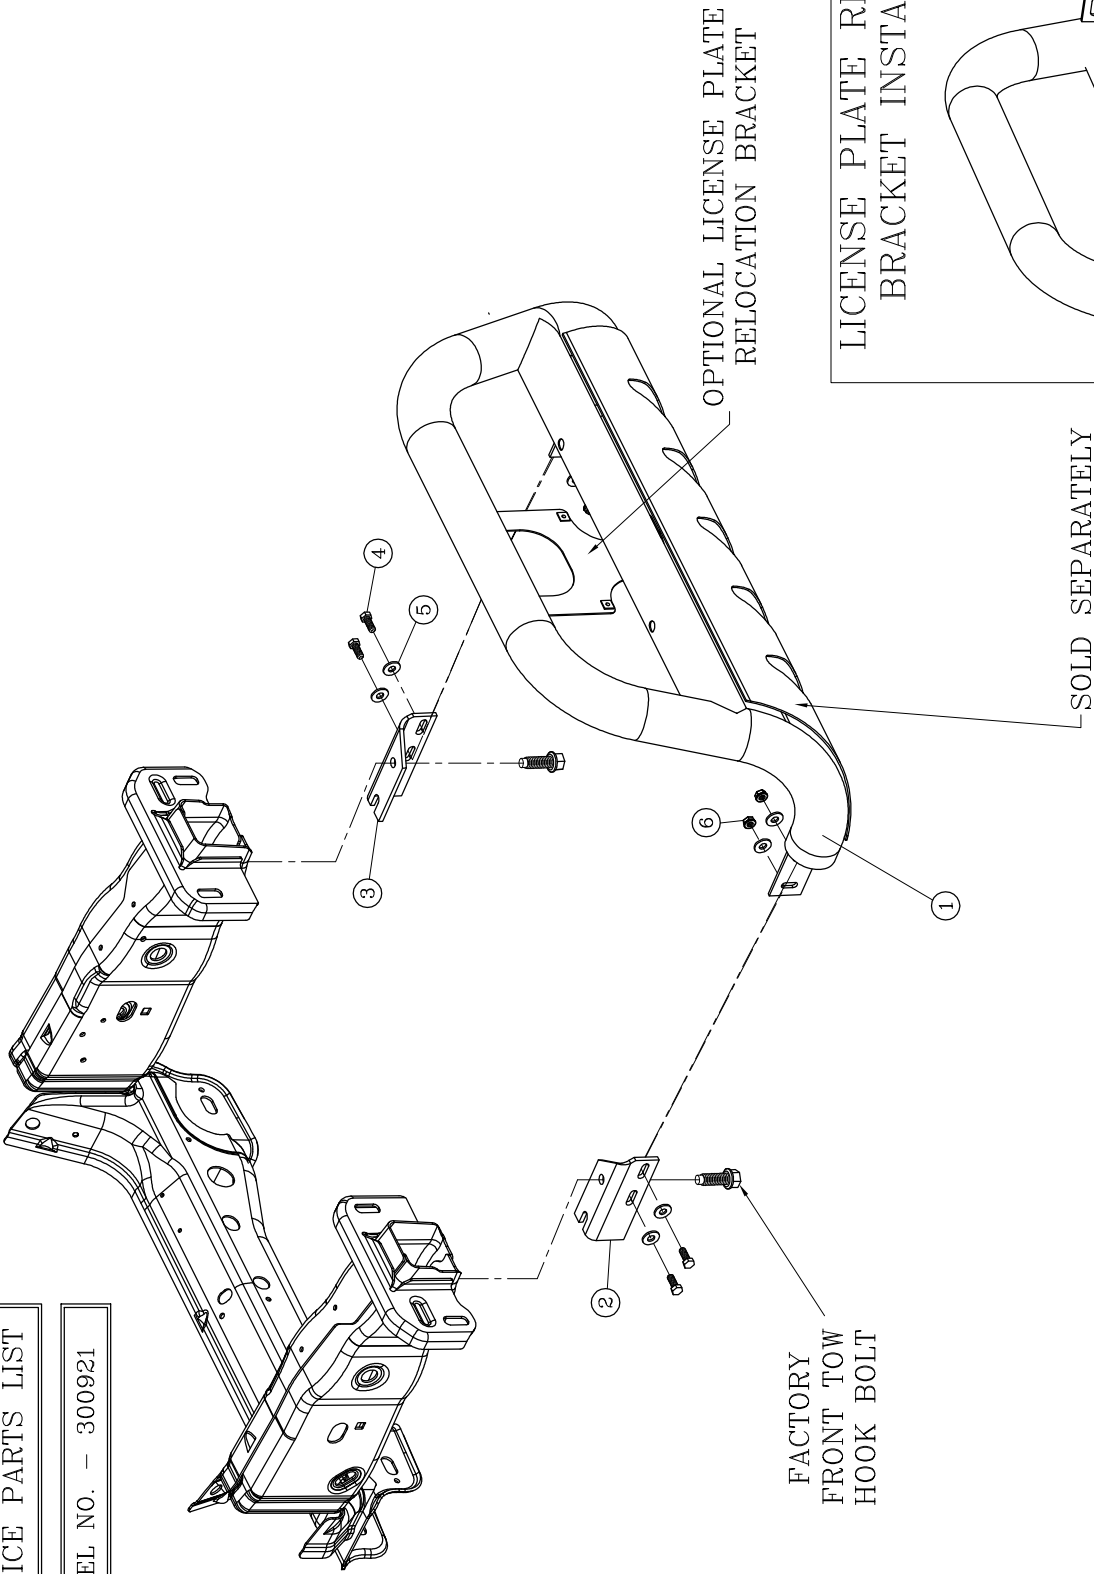 ICE PARTS LIST
EL NO. - 300921
4
5
3
6
1
2
OPTIONAL LICENSE PLATE
RELOCATION BRACKET
LICENSE PLATE RE
BRACKET INSTA
SOLD SEPARATELY
FACTORY
FRONT TOW
HOOK BOLT